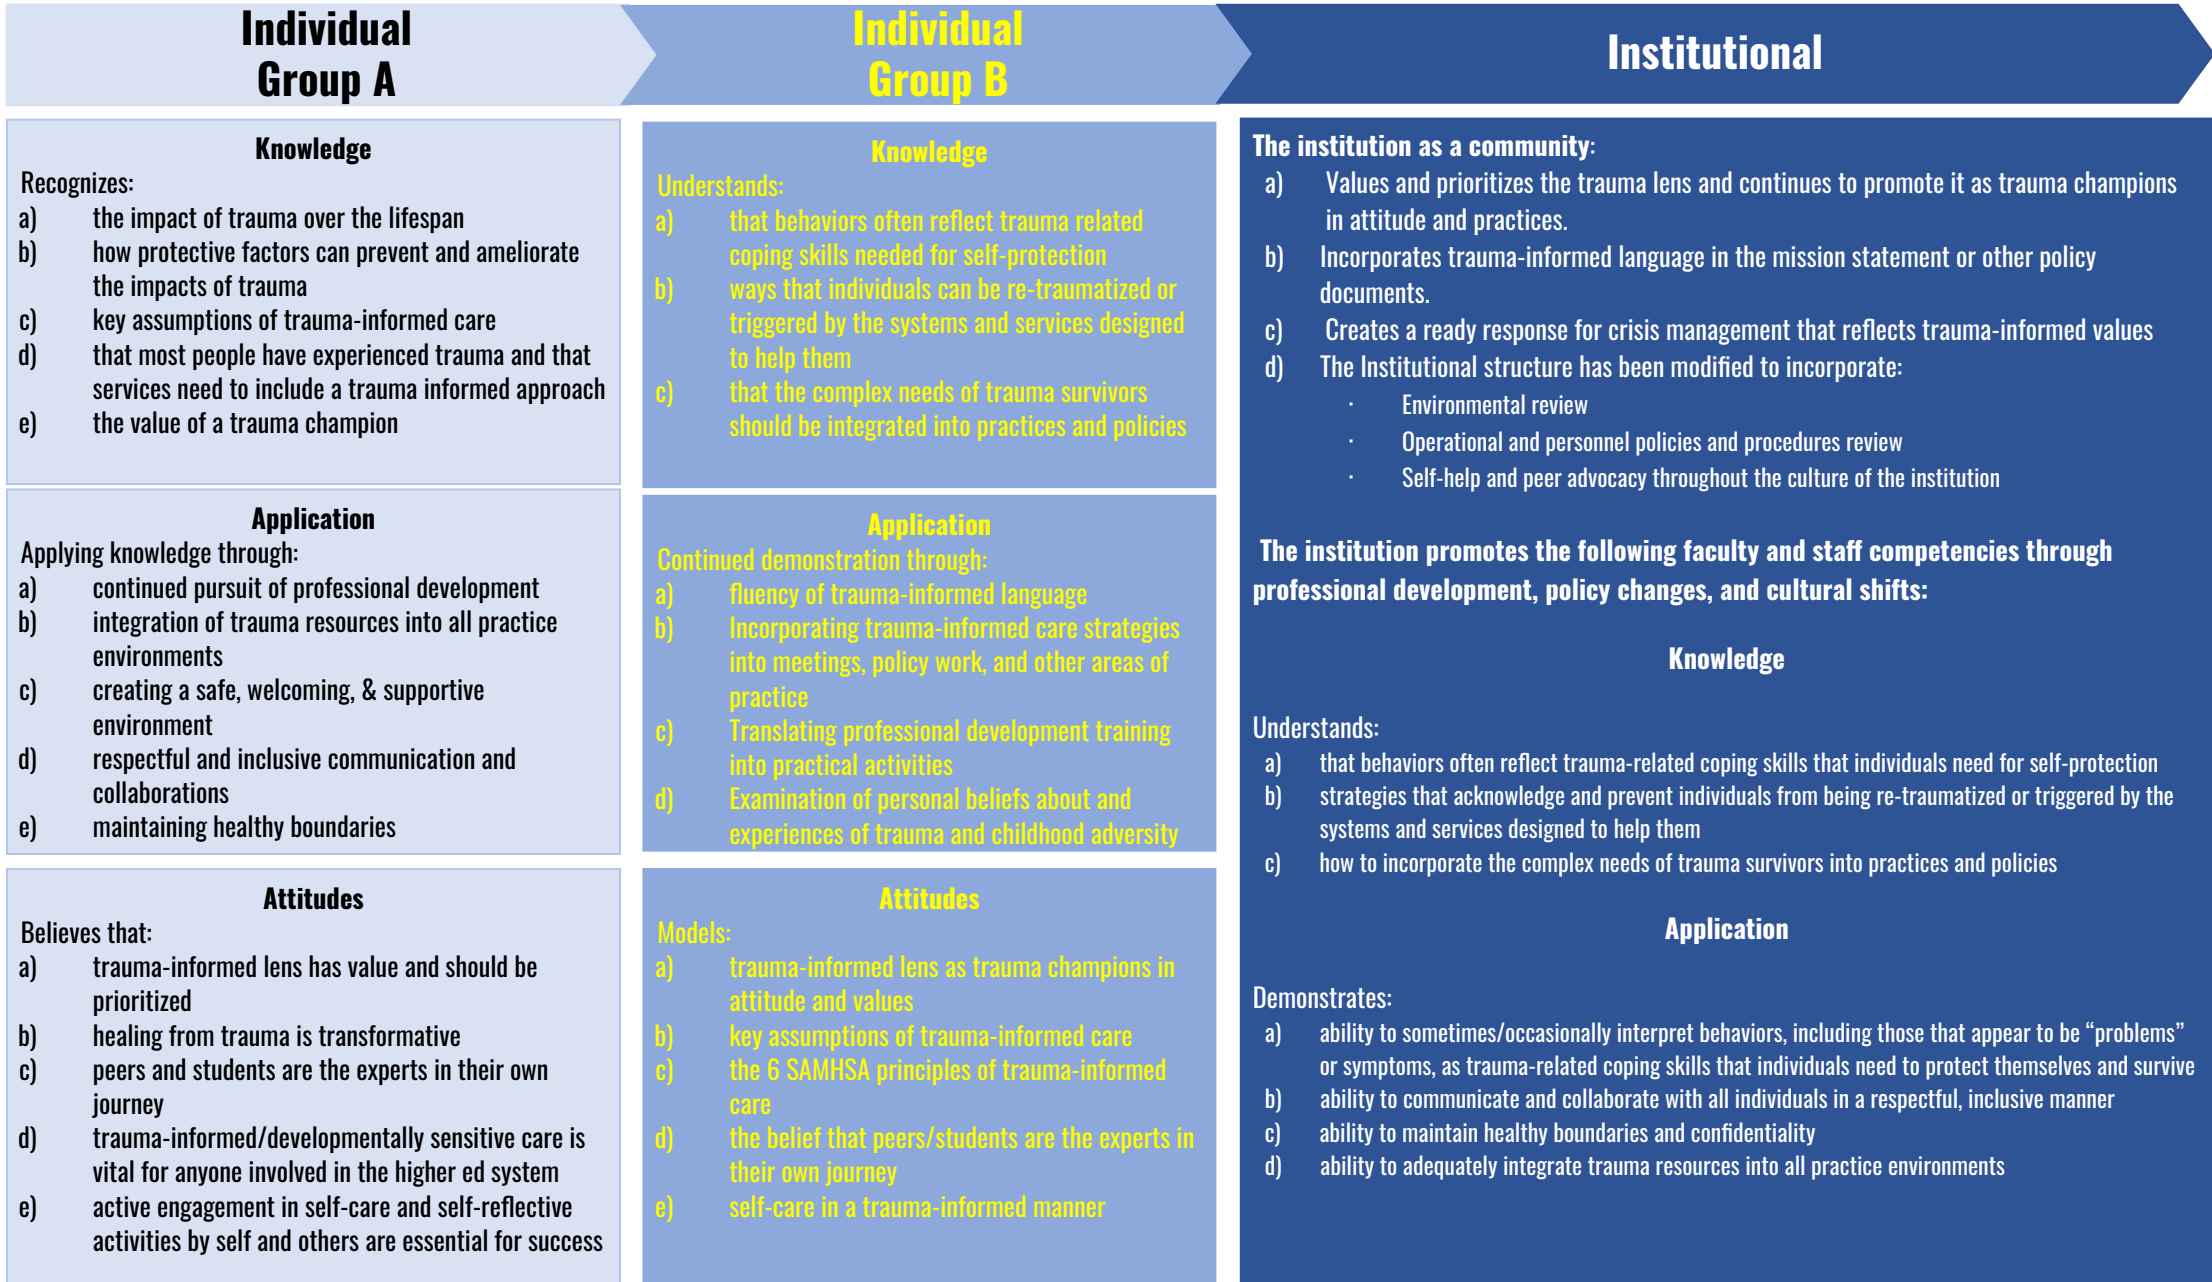 Individual
Group A
Individual
Group B
Institutional
Knowledge
Recognizes:
a) the impact of trauma over the lifespan
b) how protective factors can prevent and ameliorate
the impacts of trauma
c) key assumptions of trauma-informed care
d) that most people have experienced trauma and that
services need to include a trauma informed approach
e) the value of a trauma champion
Application
Applying knowledge through:
a) continued pursuit of professional development
b) integration of trauma resources into all practice
environments
c) creating a safe, welcoming, & supportive
environment
d) respectful and inclusive communication and
collaborations
e) maintaining healthy boundaries
Attitudes
Believes that:
a) trauma-informed lens has value and should be
prioritized
b) healing from trauma is transformative
c) peers and students are the experts in their own
journey
d) trauma-informed/developmentally sensitive care is
vital for anyone involved in the higher ed system
e) active engagement in self-care and self-reflective
activities by self and others are essential for success
Knowledge
Understands:
a) that behaviors often reflect trauma related
coping skills needed for self-protection
b) ways that individuals can be re-traumatized or
triggered by the systems and services designed
to help them
c) that the complex needs of trauma survivors
should be integrated into practices and policies
Application
Continued demonstration through:
a) fluency of trauma-informed language
b) Incorporating trauma-informed care strategies
into meetings, policy work, and other areas of
practice
c) Translating professional development training
into practical activities
d) Examination of personal beliefs about and
experiences of trauma and childhood adversity
Attitudes
Models:
a) trauma-informed lens as trauma champions in
attitude and values
b) key assumptions of trauma-informed care
c) the 6 SAMHSA principles of trauma-informed
care
d) the belief that peers/students are the experts in
their own journey
e) self-care in a trauma-informed manner
The institution as a community:
a) Values and prioritizes the trauma lens and continues to promote it as trauma champions
in attitude and practices.
b) Incorporates trauma-informed language in the mission statement or other policy
documents.
c) Creates a ready response for crisis management that reflects trauma-informed values
d) The Institutional structure has been modified to incorporate:
· Environmental review
· Operational and personnel policies and procedures review
· Self-help and peer advocacy throughout the culture of the institution
The institution promotes the following faculty and staff competencies through
professional development, policy changes, and cultural shifts:
Knowledge
Understands:
a) that behaviors often reflect trauma-related coping skills that individuals need for self-protection
b) strategies that acknowledge and prevent individuals from being re-traumatized or triggered by the
systems and services designed to help them
c) how to incorporate the complex needs of trauma survivors into practices and policies
Application
Demonstrates:
a) ability to sometimes/occasionally interpret behaviors, including those that appear to be “problems”
or symptoms, as trauma-related coping skills that individuals need to protect themselves and survive
b) ability to communicate and collaborate with all individuals in a respectful, inclusive manner
c) ability to maintain healthy boundaries and confidentiality
d) ability to adequately integrate trauma resources into all practice environments